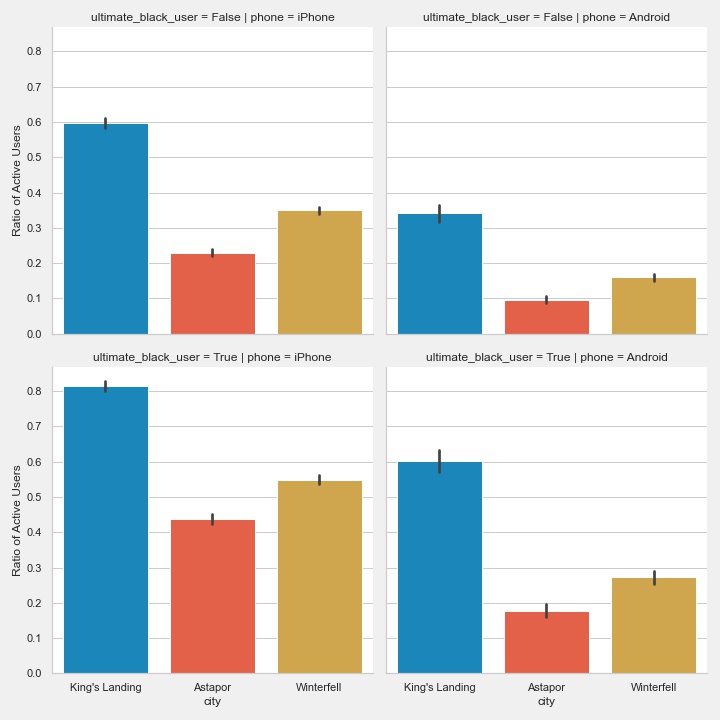 ultimate_black_user = False | phone = iPhone
ultimate_black_user = False | phone = Android
0.8
0.7
0.6
0.5
0.4
0.3
0.2
0.1
0.0
Ratio of Active Users
ultimate_black_user = True | phone = iPhone
ultimate_black_user = True | phone = Android
0.8
0.7
0.6
0.5
0.4
0.3
0.2
0.1
0.0
Ratio of Active Users
King's Landing Astapor Winterfell
city
King's Landing Astapor Winterfell
city